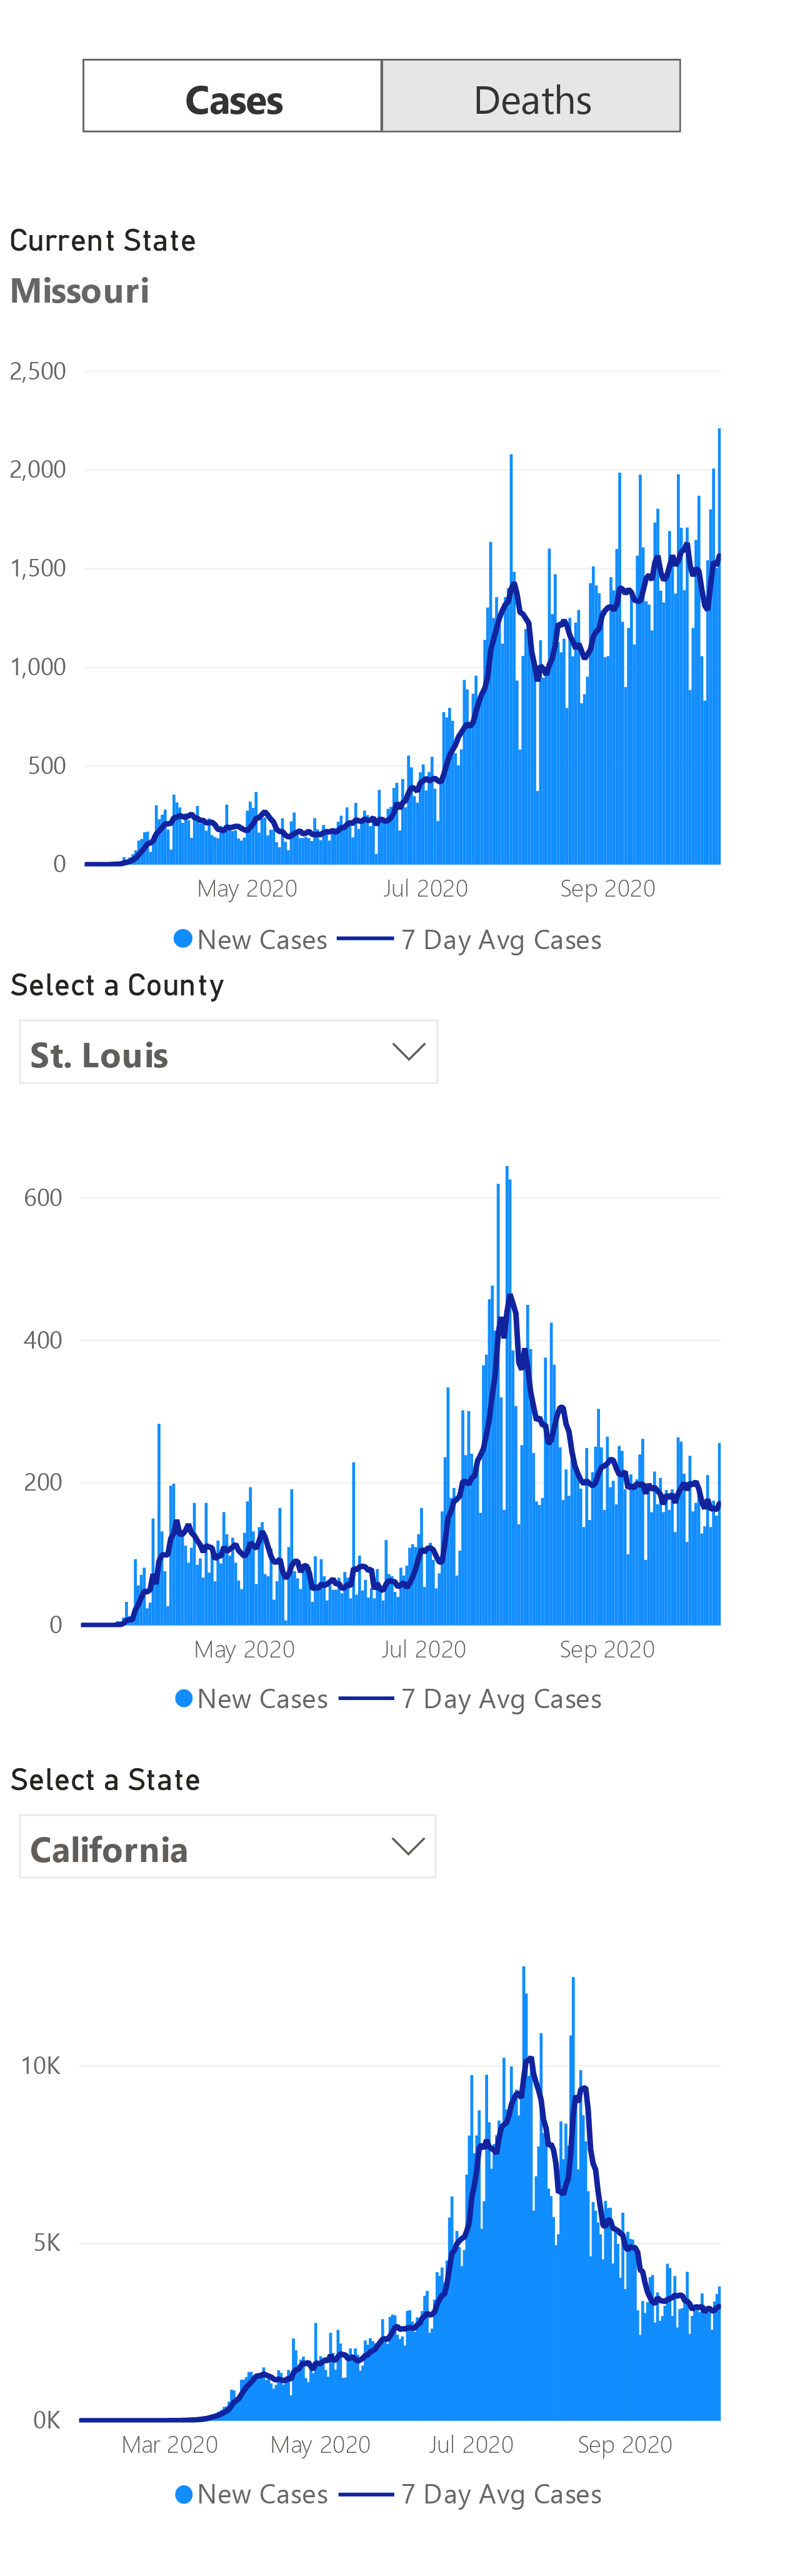 Cases Deaths
Current State
Missouri
2,500
2,000
1,500
1,000
500
0
May 2020 Jul 2020 Sep 2020
New Cases 7 Day Avg Cases
Select a County
St. Louis
600
400
200
0
May 2020 Jul 2020 Sep 2020
New Cases 7 Day Avg Cases
Select a State
California
10K
5K
0K
Mar 2020 May 2020 Jul 2020 Sep 2020
New Cases 7 Day Avg Cases